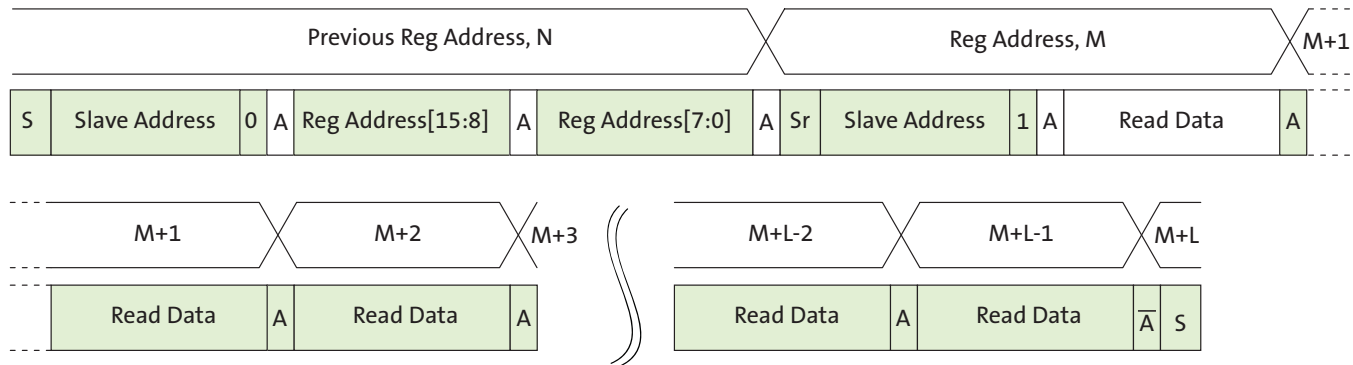 Previous Reg Address, N Reg Address, M M+1
S Slave Address 0 A Reg Address[15:8] A Reg Address[7:0] A Sr Slave Address 1 A Read Data A
M+1 M+2 M+3 M+L-2 M+L-1 M+L
Read Data A Read Data A Read Data A Read Data A̅ S